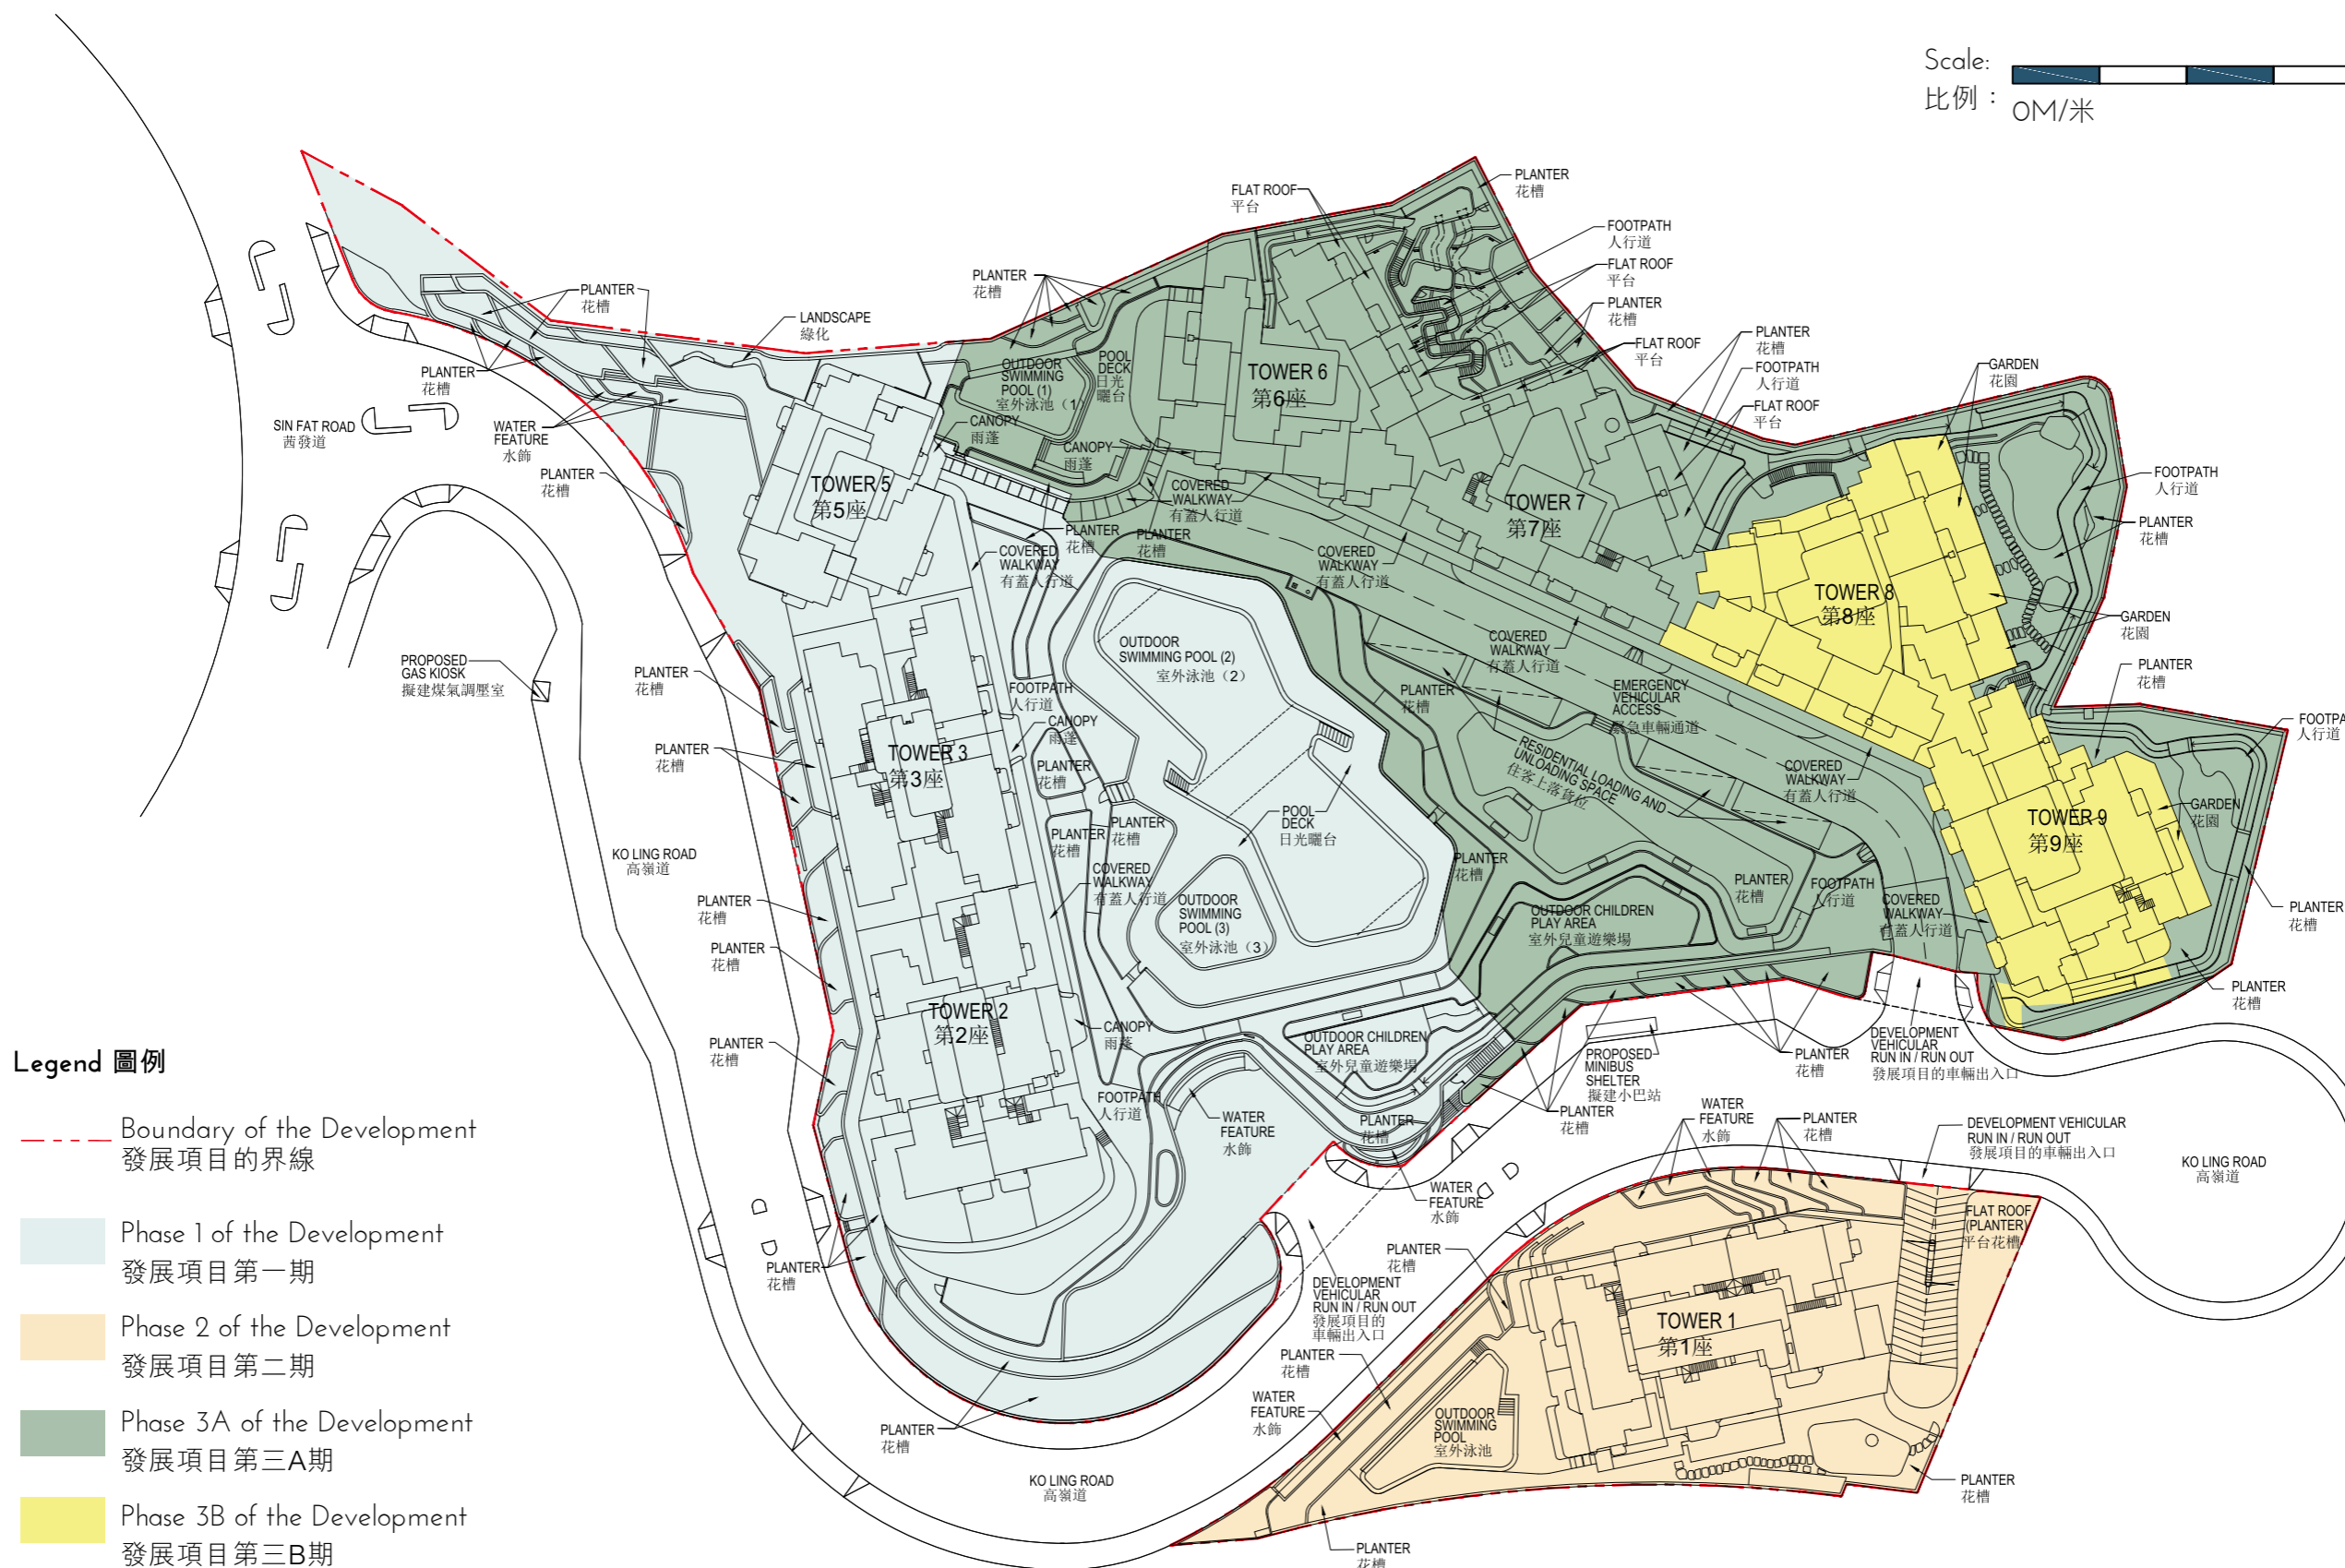 Scale:
比例：
0M/米
FLAT ROOF
平台
PLANTER
花槽
FOOTPATH
人行道
FLAT ROOF
平台
PLANTER
花槽
FLAT ROOF
平台
PLANTER
花槽
FOOTPATH
人行道
FLAT ROOF
平台
GARDEN
花園
PLANTER
花槽
PLANTER
花槽
LANDSCAPE
綠化
PLANTER
花槽
OUTDOOR
SWIMMING
POOL (1)
室外泳池（1
POOL
DECK
日光
曬台
TOWER 6
第6座
CANOPY
雨蓬
CANOPY
雨蓬
SIN FAT ROAD
茜發道
WATER
FEATURE
水飾
PLANTER
花槽
TOWER 5
第5座
COVERED
WALKWAY
有蓋人行道
TOWER 7
第7座
FOOTPATH
人行道
PLANTER
花槽
PLANTER
花槽
PLANTER
花槽
COVERED
WALKWAY
有蓋人行道
COVERED
WALKWAY
有蓋人行道
TOWER 8
第8座
GARDEN
花園
PROPOSED
GAS KIOSK
擬建煤氣調壓室
PLANTER
花槽
OUTDOOR
SWIMMING POOL (2)
室外泳池（2）
COVERED
WALKWAY
有蓋人行道
PLANTER
花槽
FOOTPATH
人行道
PLANTER
花槽
EMERGENCY
VEHICULAR
ACCESS
緊急車輛通道
FOOTPA
人行道
CANOPY
雨蓬
TOWER 3
第3座
PLANTER
花槽
PLANTER
花槽
RESIDENTIAL LOADING AND
UNLOADING SPACE
住客上落貨位
COVERED
WALKWAY
有蓋人行道
GARDEN
花園
TOWER 9
第9座
POOL
DECK
日光曬台
PLANTER
花槽
PLANTER
花槽
KO LING ROAD
高嶺道
COVERED
WALKWAY
有蓋人行道
PLANTER
花槽
PLANTER
花槽
FOOTPATH
人行道
PLANTER
花槽
OUTDOOR
SWIMMING
POOL (3)
室外泳池（3）
OUTDOOR CHILDREN
PLAY AREA
室外兒童遊樂場
COVERED
WALKWAY
有蓋人行道
PLANTER
花槽
PLANTER
花槽
PLANTER
花槽
TOWER 2
第2座
CANOPY
雨蓬
OUTDOOR CHILDREN
PLAY AREA
室外兒童遊樂場
PLANTER
花槽
PROPOSED
MINIBUS
SHELTER
擬建小巴站
PLANTER
花槽
DEVELOPMENT
VEHICULAR
RUN IN / RUN OUT
發展項目的車輛出入口
FOOTPATH
人行道
WATER
FEATURE
水飾
PLANTER
花槽
PLANTER
花槽
WATER
FEATURE
水飾
PLANTER
花槽
DEVELOPMENT VEHICULAR
RUN IN / RUN OUT
發展項目的車輛出入口
KO LING ROAD
高嶺道
WATER
FEATURE
水飾
FLAT ROOF
(PLANTER)
平台花槽
PLANTER
花槽
PLANTER
花槽
DEVELOPMENT
VEHICULAR
RUN IN / RUN OUT
發展項目的
車輛出入口
TOWER 1
第1座
PLANTER
花槽
WATER
FEATURE
水飾
OUTDOOR
SWIMMING
POOL
室外泳池
PLANTER
花槽
KO LING ROAD
高嶺道
PLANTER
花槽
PLANTER
花槽
Legend 圖例
Boundary of the Development
發展項目的界線
Phase 1 of the Development
發展項目第一期
Phase 2 of the Development
發展項目第二期
Phase 3A of the Development
發展項目第三A期
Phase 3B of the Development
發展項目第三B期